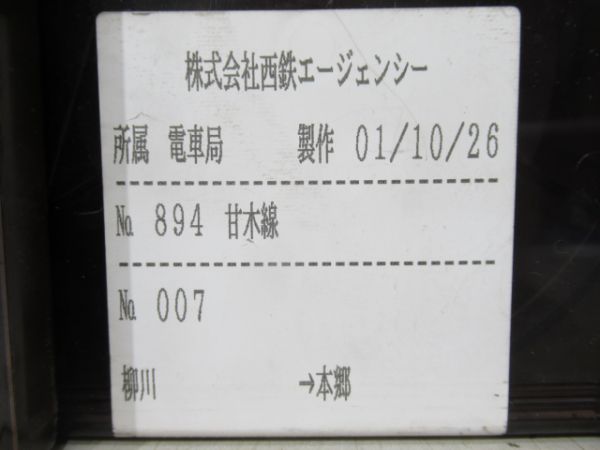 株式会社西鉄エージェンシー
所属 電車局 製作 01/10/26
№ 894 甘木線
№ 007
柳川 →本郷